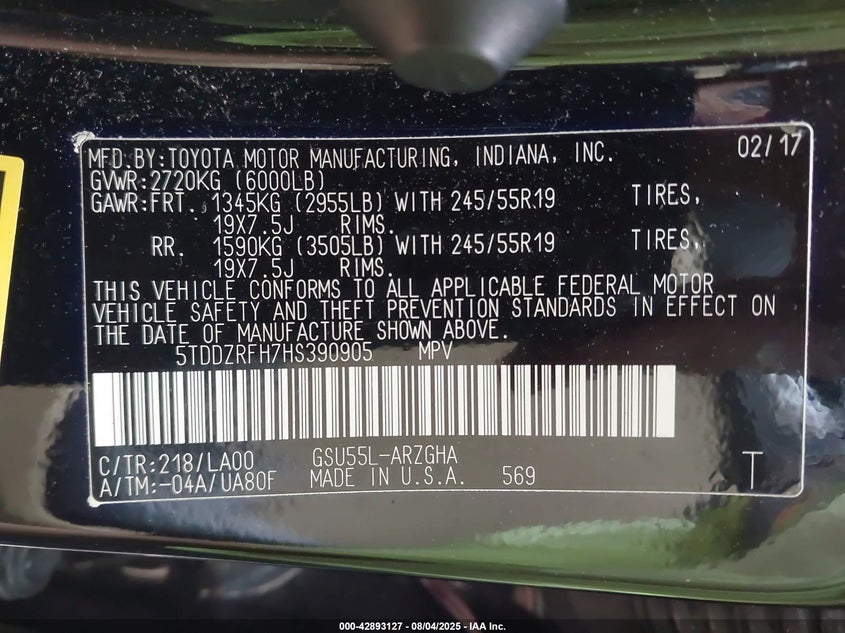 MFD.BY:TOYOTA MOTOR MANUFACTURING, INDIANA, INC. 02/17
GVWR:2720KG (6000LB)
GAWR:FRT. 1345KG (2955LB) WITH 245/55R19 TIRES,
19X7.5J RIMS.
RR. 1590KG (3505LB) WITH 245/55R19 TIRES,
19X7.5J RIMS.
THIS VEHICLE CONFORMS TO ALL APPLICABLE FEDERAL MOTOR
VEHICLE SAFETY AND THEFT PREVENTION STANDARDS IN EFFECT ON
THE DATE OF MANUFACTURE SHOWN ABOVE.
5TDDZRFH7HS390905 MPV
C/TR:218/LA00 GSU55L-ARZGHA
A/TM:-04A/UA80F MADE IN U.S.A. 569 T
000-42893127 - 08/04/2025 - IAA Inc.